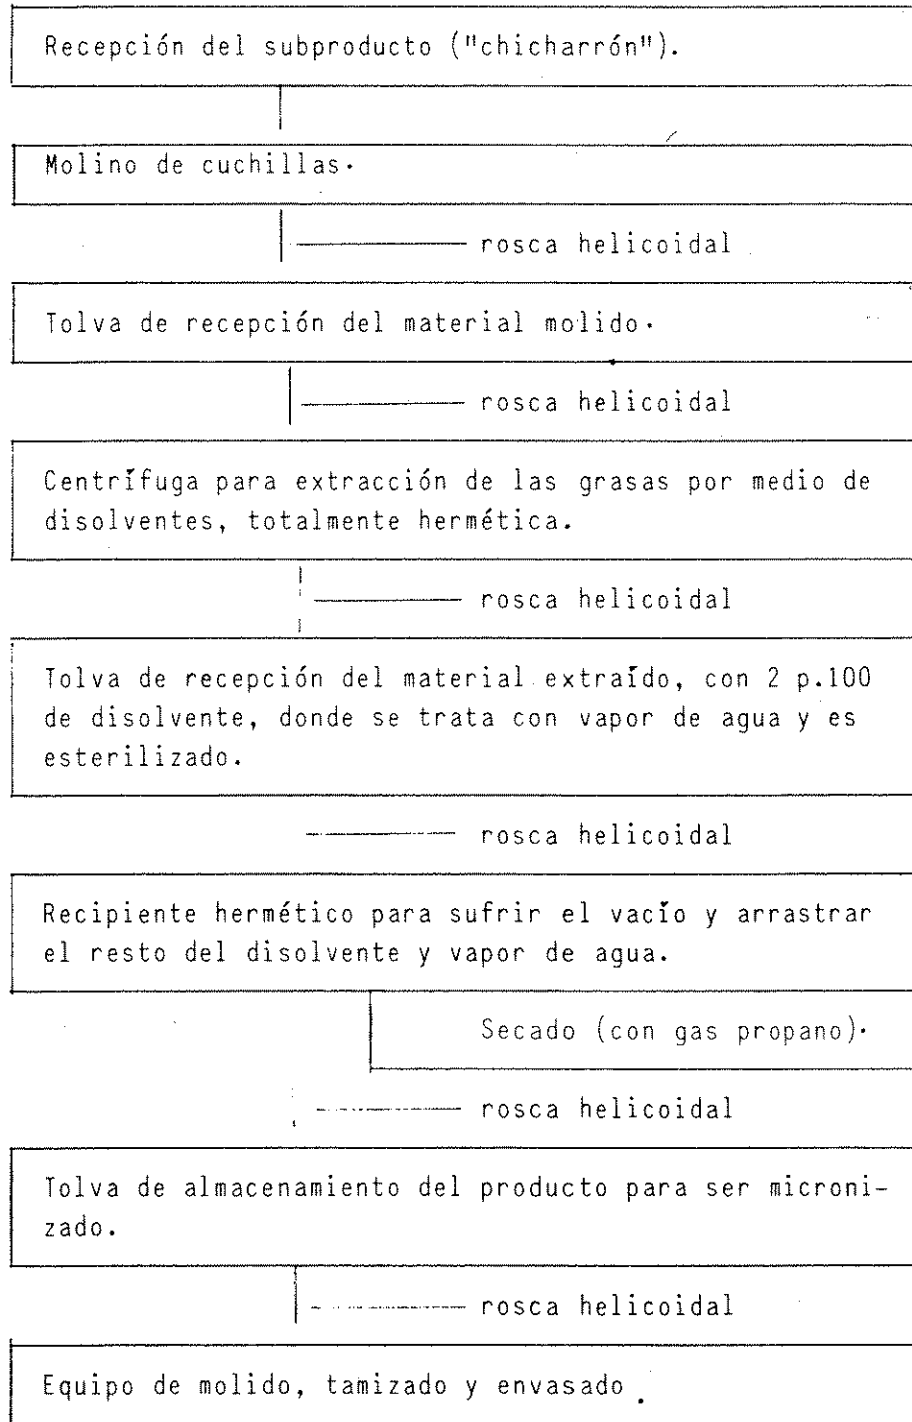 Recepción del subproducto ("chicharrón").
Molino de cuchillas.
rosca helicoidal
Tolva de recepción del material molido.
rosca helicoidal
Centrífuga para extracción de las grasas por medio de
disolventes, totalmente hermética.
rosca helicoidal
Tolva de recepción del material extraído, con 2 p.100
de disolvente, donde se trata con vapor de agua y es
esterilizado.
rosca helicoidal
Recipiente hermético para sufrir el vacío y arrastrar
el resto del disolvente y vapor de agua.
Secado (con gas propano).
rosca helicoidal
Tolva de almacenamiento del producto para ser microni-
zado.
rosca helicoidal
Equipo de molido, tamizado y envasado.